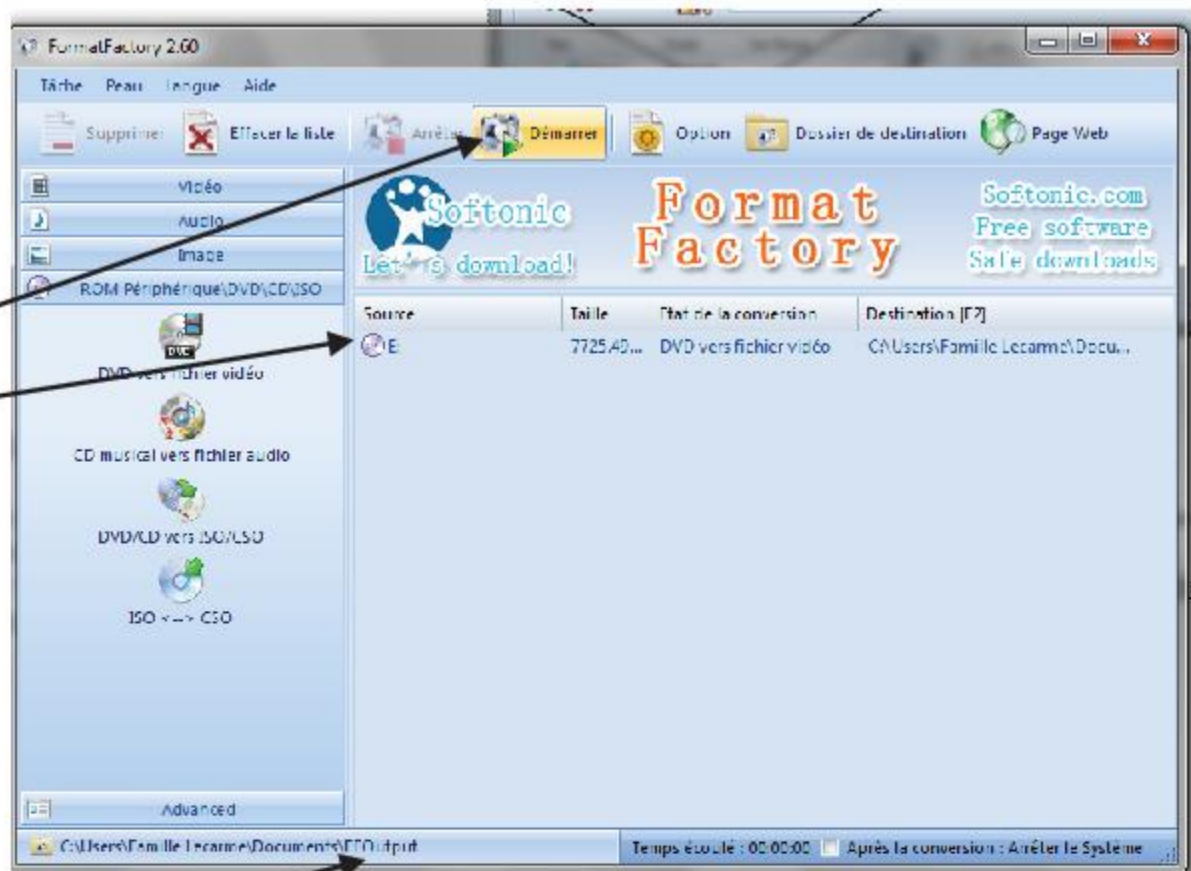 FormatFactory 2.60
Tâche Peau Langue Aide
Supprimer Effacer la liste Arrêter Démarrer Option Dossier de destination Page Web
Vidéo
Audio
Image
ROM Périphérique\DVD\CD\ISO
DVD vers fichier vidéo
CD musical vers fichier audio
DVD/CD vers ISO/CSO
ISO <--> CSO
Advanced
Softonic
Let's download!
Format
Factory
Softonic.com
Free software
Safe downloads
Source Taille Etat de la conversion Destination [F2]
E: 7725.49... DVD vers fichier vidéo C:\Users\Famille Lecarme\Docu...
C:\Users\Famille Lecarme\Documents\FFOutput Temps écoulé : 00:00:00 Après la conversion : Arrêter le Système